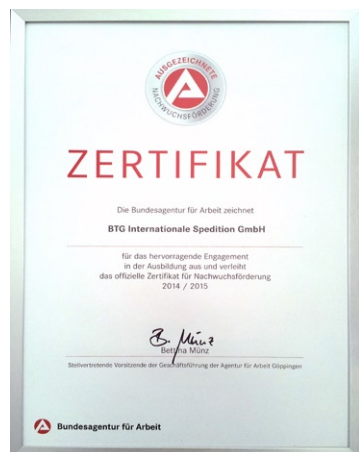 AUSGEZEICHNETE
NACHWUCHSFÖRDERUNG
ZERTIFIKAT
Die Bundesagentur für Arbeit zeichnet
BTG Internationale Spedition GmbH
für das hervorragende Engagement
in der Ausbildung aus und verleiht
das offizielle Zertifikat für Nachwuchsförderung
2014 / 2015
B. Münz
Bettina Münz
Stellvertretende Vorsitzende der Geschäftsführung der Agentur für Arbeit Göppingen
Bundesagentur für Arbeit